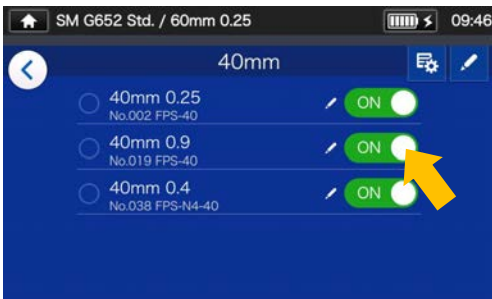 SM G652 Std. / 60mm 0.25 09:46
40mm
40mm 0.25
No.002 FPS-40
ON
40mm 0.9
No.019 FPS-40
ON
40mm 0.4
No.038 FPS-N4-40
ON